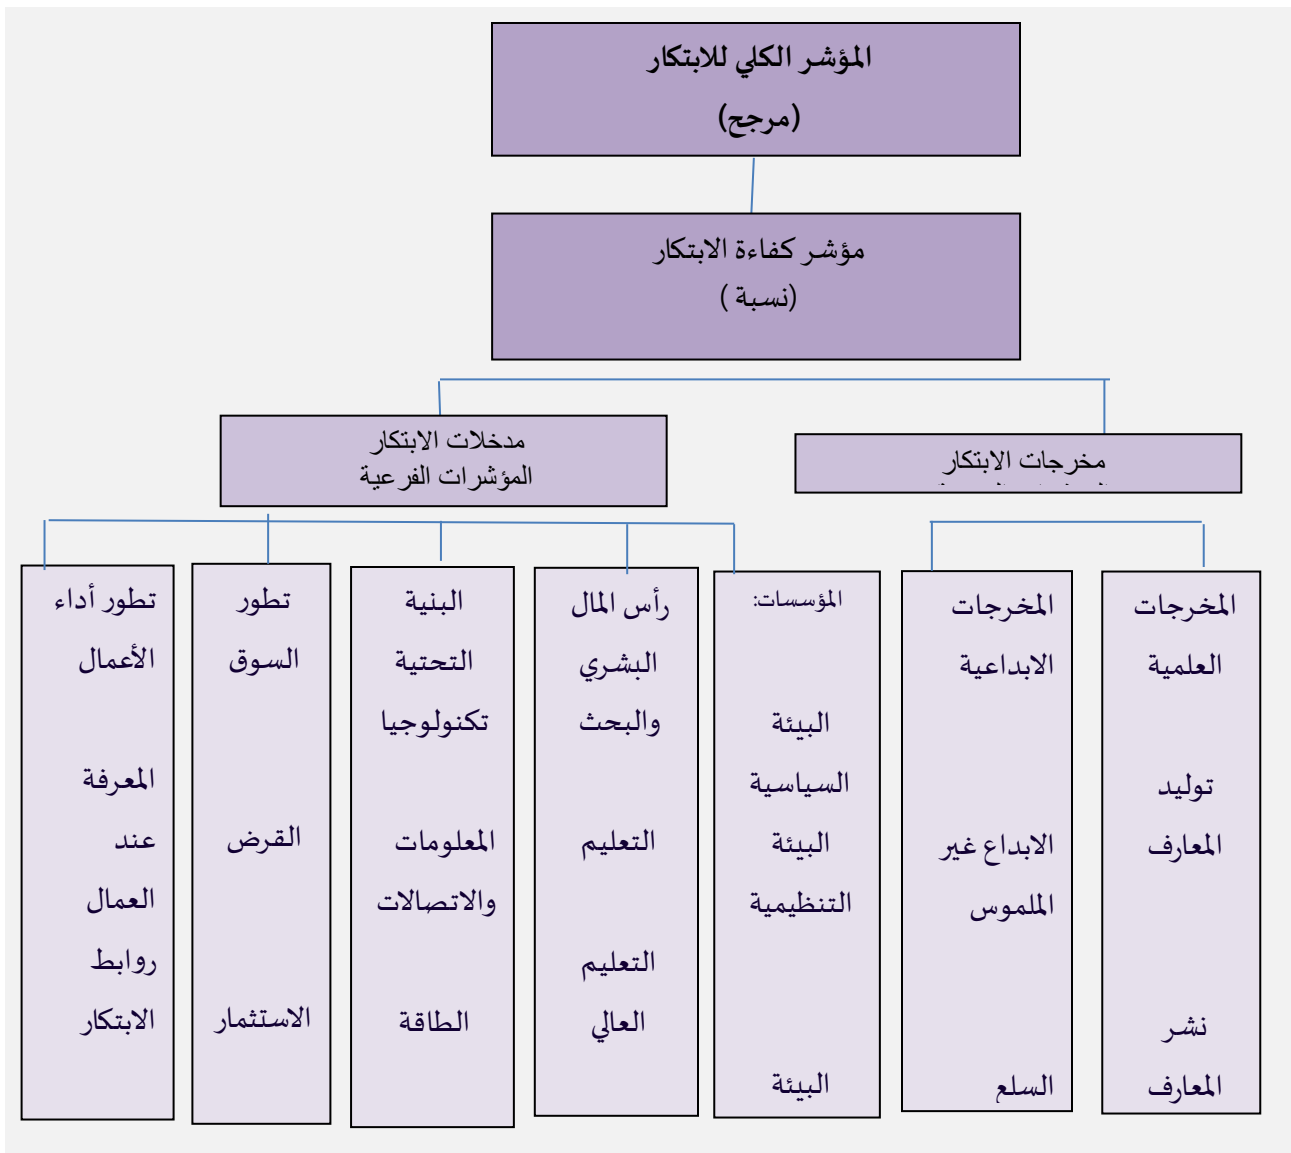 المؤشر الكلي للابتكار
(مرجح)
مؤشر كفاءة الابتكار
(نسبة )
مخرجات الابتكار
مدخلات الابتكار
المؤشرات الفرعية
المخرجات
العلمية
توليد
المعارف
نشر
المعارف
المخرجات
الابداعية
الابداع غير
الملموس
السلع
المؤسسات:
البيئة
السياسية
البيئة
التنظيمية
البيئة
رأس المال
البشري
والبحث
التعليم
التعليم
العالي
البنية
التحتية
تكنولوجيا
المعلومات
والاتصالات
الطاقة
تطور
السوق
القرض
الاستثمار
تطور أداء
الأعمال
المعرفة
عند
العمال
روابط
الابتكار